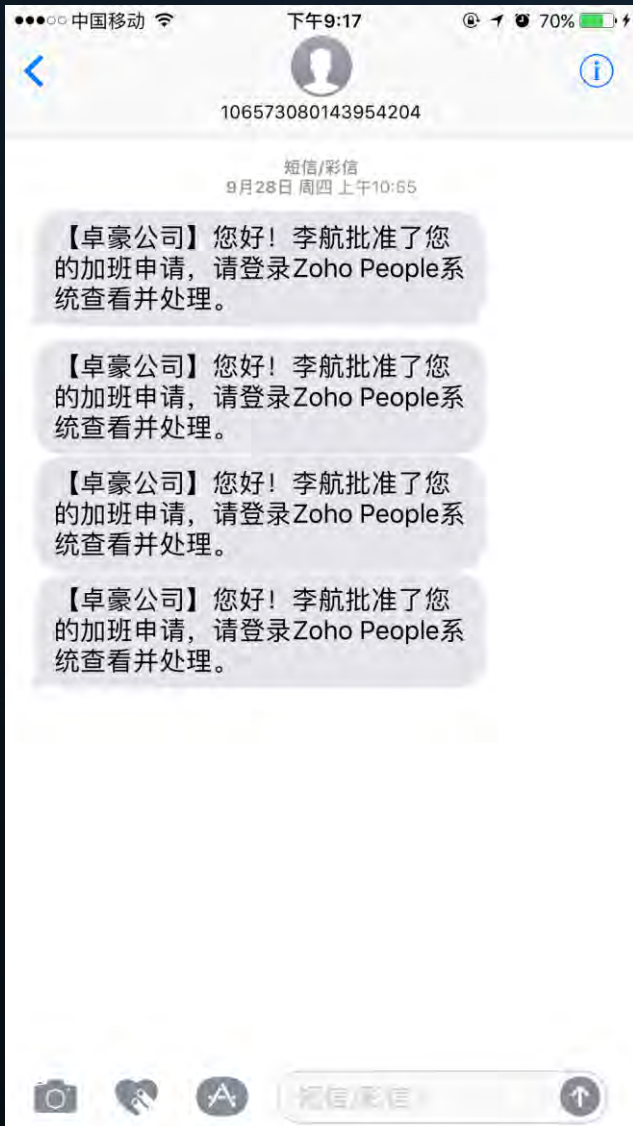 中国移动 下午9:17 70%
106573080143954204
短信/彩信
9月28日 周四 上午10:55
【卓豪公司】您好！李航批准了您
的加班申请，请登录Zoho People系
统查看并处理。
【卓豪公司】您好！李航批准了您
的加班申请，请登录Zoho People系
统查看并处理。
【卓豪公司】您好！李航批准了您
的加班申请，请登录Zoho People系
统查看并处理。
【卓豪公司】您好！李航批准了您
的加班申请，请登录Zoho People系
统查看并处理。
短信/彩信